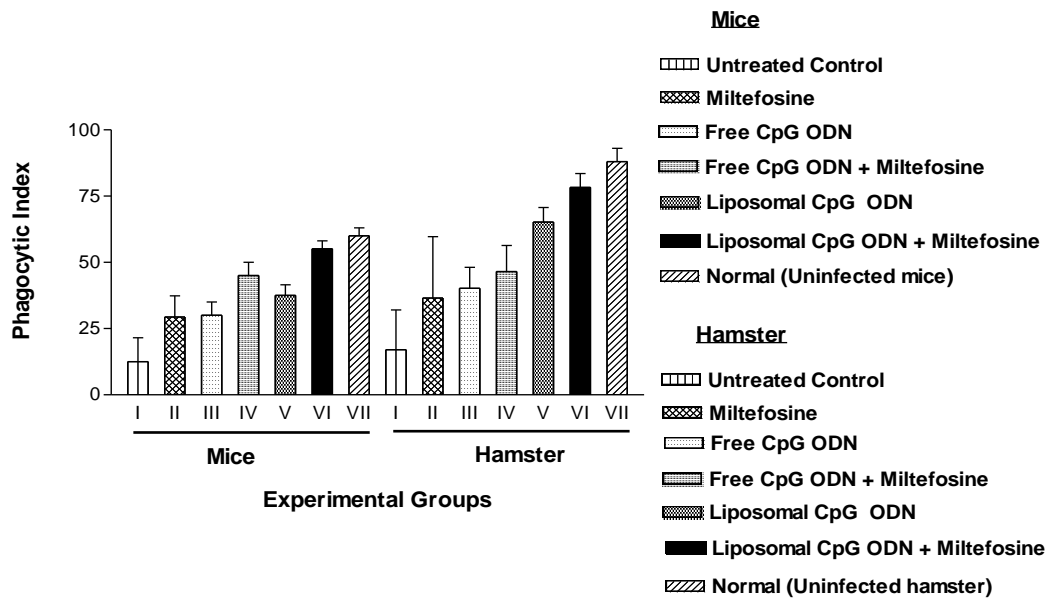 Phagocytic Index
100
75
50
25
0
I II III IV V VI VII I II III IV V VI VII
Mice Hamster
Experimental Groups
Mice
Untreated Control
Miltefosine
Free CpG ODN
Free CpG ODN + Miltefosine
Liposomal CpG ODN
Liposomal CpG ODN + Miltefosine
Normal (Uninfected mice)
Hamster
Untreated Control
Miltefosine
Free CpG ODN
Free CpG ODN + Miltefosine
Liposomal CpG ODN
Liposomal CpG ODN + Miltefosine
Normal (Uninfected hamster)